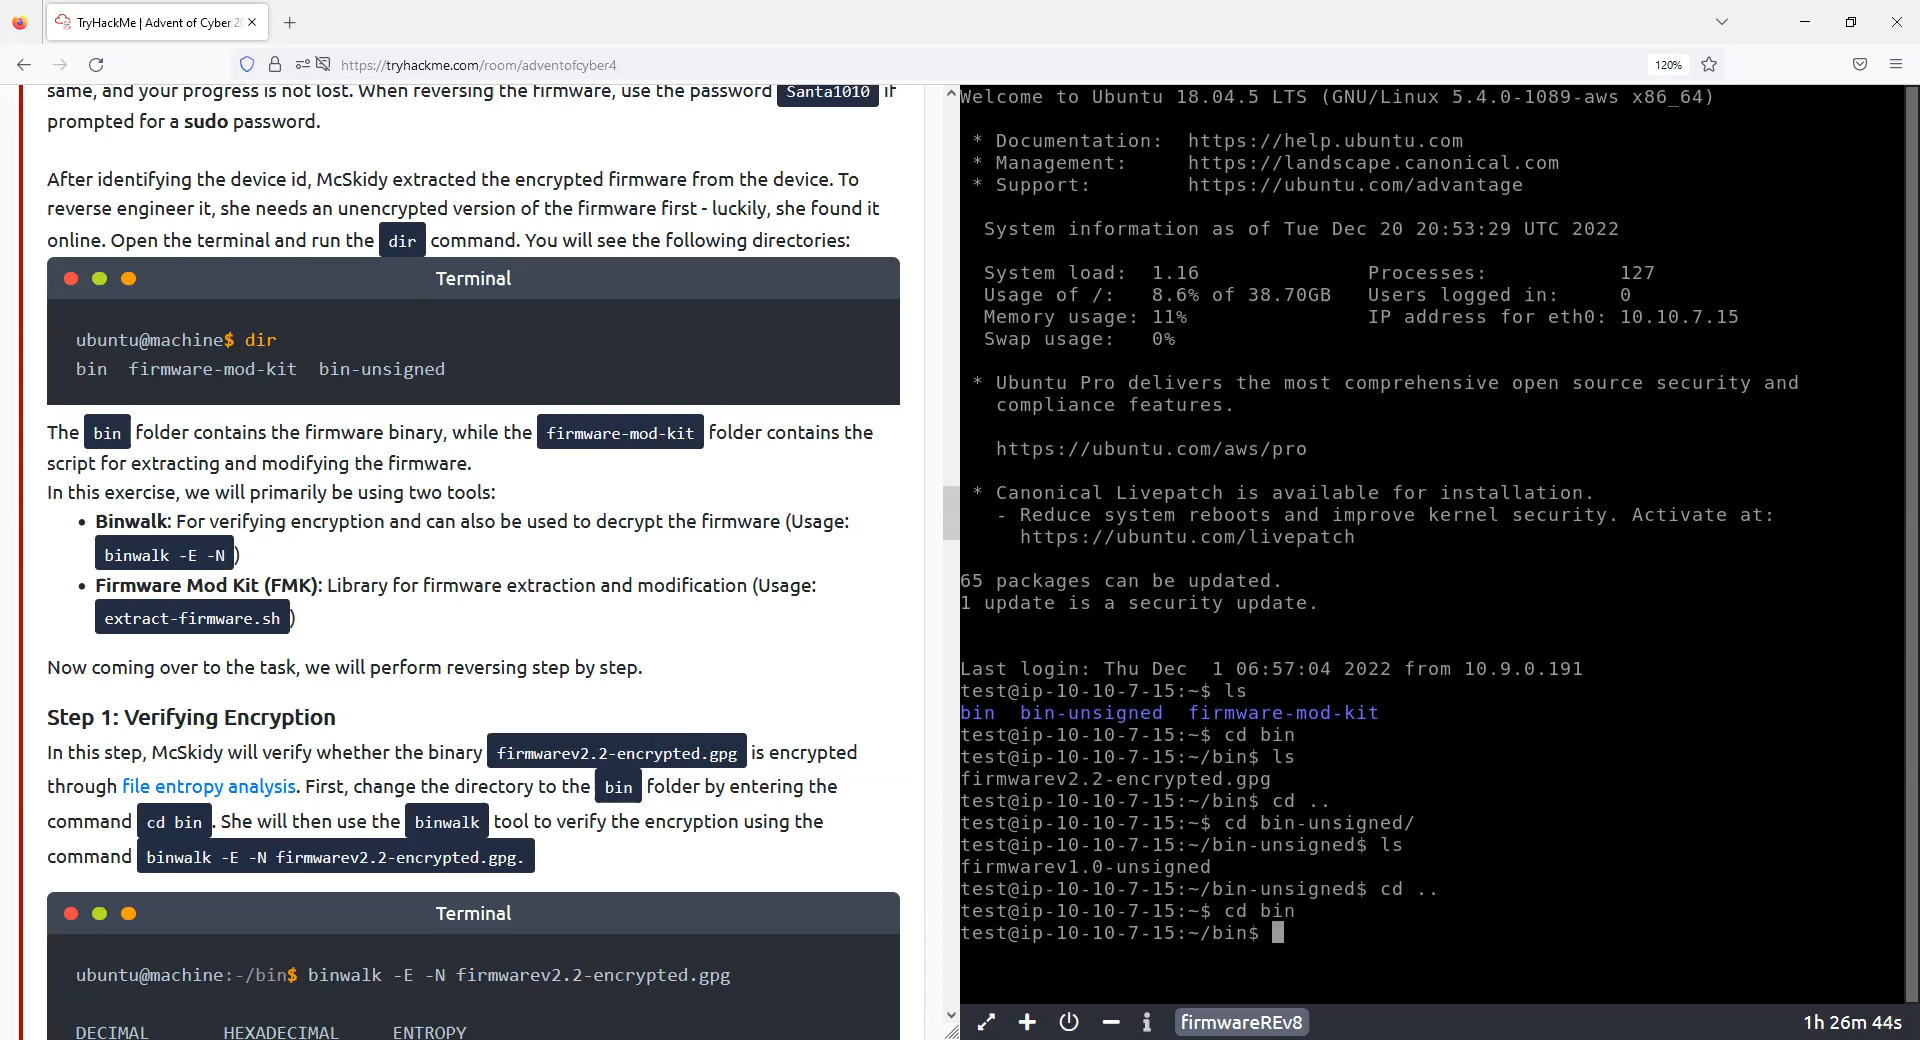 TryHackMe | Advent of Cyber 20
https://tryhackme.com/room/adventofcyber4
120%
same, and your progress is not lost. When reversing the firmware, use the password Santa1010 if
prompted for a sudo password.
After identifying the device id, McSkidy extracted the encrypted firmware from the device. To
reverse engineer it, she needs an unencrypted version of the firmware first - luckily, she found it
online. Open the terminal and run the dir command. You will see the following directories:
Terminal
ubuntu@machine$ dir
bin firmware-mod-kit bin-unsigned
The bin folder contains the firmware binary, while the firmware-mod-kit folder contains the
script for extracting and modifying the firmware.
In this exercise, we will primarily be using two tools:
• Binwalk: For verifying encryption and can also be used to decrypt the firmware (Usage:
binwalk -E -N)
• Firmware Mod Kit (FMK): Library for firmware extraction and modification (Usage:
extract-firmware.sh)
Now coming over to the task, we will perform reversing step by step.
Step 1: Verifying Encryption
In this step, McSkidy will verify whether the binary firmwarev2.2-encrypted.gpg is encrypted
through file entropy analysis. First, change the directory to the bin folder by entering the
command cd bin. She will then use the binwalk tool to verify the encryption using the
command binwalk -E -N firmwarev2.2-encrypted.gpg.
Terminal
ubuntu@machine:~/bin$ binwalk -E -N firmwarev2.2-encrypted.gpg
DECIMAL HEXADECIMAL ENTROPY
Welcome to Ubuntu 18.04.5 LTS (GNU/Linux 5.4.0-1089-aws x86_64)
* Documentation: https://help.ubuntu.com
* Management: https://landscape.canonical.com
* Support: https://ubuntu.com/advantage
System information as of Tue Dec 20 20:53:29 UTC 2022
System load: 1.16 Processes: 127
Usage of /: 8.6% of 38.70GB Users logged in: 0
Memory usage: 11% IP address for eth0: 10.10.7.15
Swap usage: 0%
* Ubuntu Pro delivers the most comprehensive open source security and
compliance features.
https://ubuntu.com/aws/pro
* Canonical Livepatch is available for installation.
- Reduce system reboots and improve kernel security. Activate at:
https://ubuntu.com/livepatch
65 packages can be updated.
1 update is a security update.
Last login: Thu Dec 1 06:57:04 2022 from 10.9.0.191
test@ip-10-10-7-15:~$ ls
bin bin-unsigned firmware-mod-kit
test@ip-10-10-7-15:~$ cd bin
test@ip-10-10-7-15:~/bin$ ls
firmwarev2.2-encrypted.gpg
test@ip-10-10-7-15:~/bin$ cd ..
test@ip-10-10-7-15:~$ cd bin-unsigned/
test@ip-10-10-7-15:~/bin-unsigned$ ls
firmwarev1.0-unsigned
test@ip-10-10-7-15:~/bin-unsigned$ cd ..
test@ip-10-10-7-15:~$ cd bin
test@ip-10-10-7-15:~/bin$
firmwareREv8
1h 26m 44s